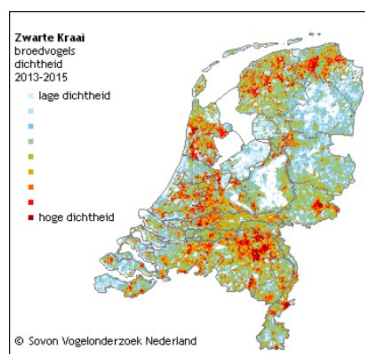 Zwarte Kraai
broedvogels
dichtheid
2013-2015
lage dichtheid
hoge dichtheid
© Sovon Vogelonderzoek Nederland